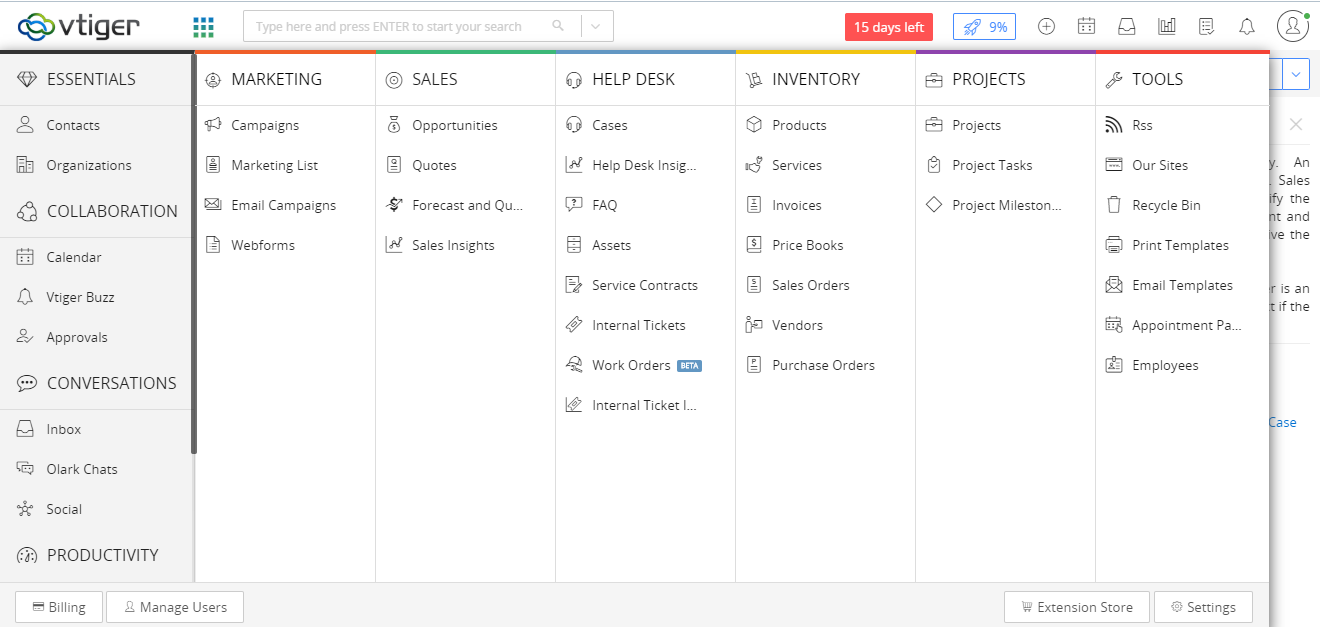 vtiger
Type here and press ENTER to start your search
15 days left
9%
ESSENTIALS
Contacts
Organizations
COLLABORATION
Calendar
Vtiger Buzz
Approvals
CONVERSATIONS
Inbox
Olark Chats
Social
PRODUCTIVITY
MARKETING
Campaigns
Marketing List
Email Campaigns
Webforms
SALES
Opportunities
Quotes
Forecast and Qu...
Sales Insights
HELP DESK
Cases
Help Desk Insig...
FAQ
Assets
Service Contracts
Internal Tickets
Work Orders BETA
Internal Ticket I...
INVENTORY
Products
Services
Invoices
Price Books
Sales Orders
Vendors
Purchase Orders
PROJECTS
Projects
Project Tasks
Project Mileston...
TOOLS
Rss
Our Sites
Recycle Bin
Print Templates
Email Templates
Appointment Pa...
Employees
y. An
. Sales
ify the
nt and
ve the
r is an
t if the
Case
Billing
Manage Users
Extension Store
Settings